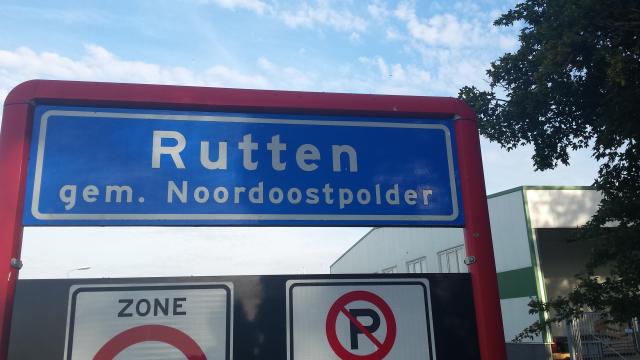 Rutten
gem. Noordoostpolder
ZONE
P